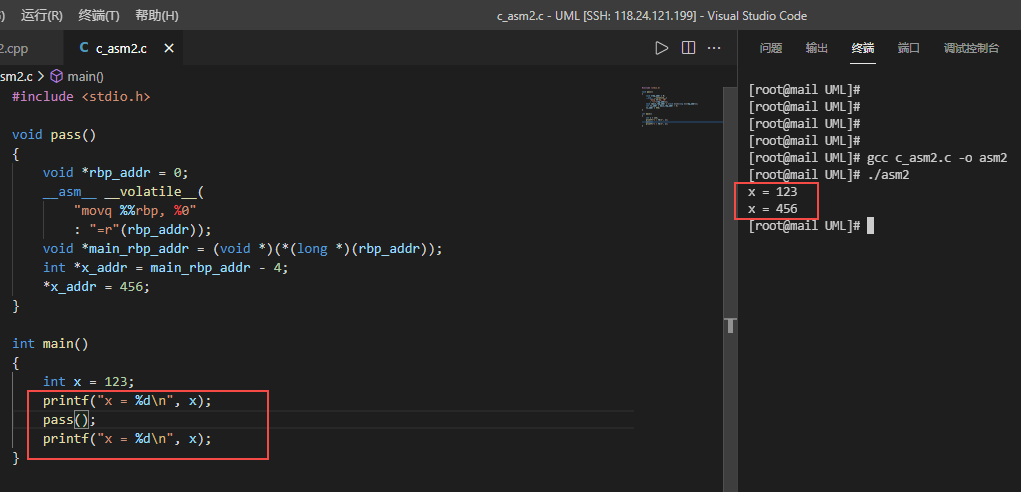 运行(R) 终端(T) 帮助(H) c_asm2.c - UML [SSH: 118.24.121.199] - Visual Studio Code
2.cpp C c_asm2.c ×
sm2.c > main()
#include <stdio.h>
void pass()
{
void *rbp_addr = 0;
__asm__ __volatile__(
"movq %%rbp, %0"
: "=r"(rbp_addr));
void *main_rbp_addr = (void *)(*(long *)(rbp_addr));
int *x_addr = main_rbp_addr - 4;
*x_addr = 456;
}
int main()
{
int x = 123;
printf("x = %d\n", x);
pass();
printf("x = %d\n", x);
}
问题 输出 终端 端口 调试控制台
[root@mail UML]#
[root@mail UML]#
[root@mail UML]#
[root@mail UML]#
[root@mail UML]# gcc c_asm2.c -o asm2
[root@mail UML]# ./asm2
x = 123
x = 456
[root@mail UML]#